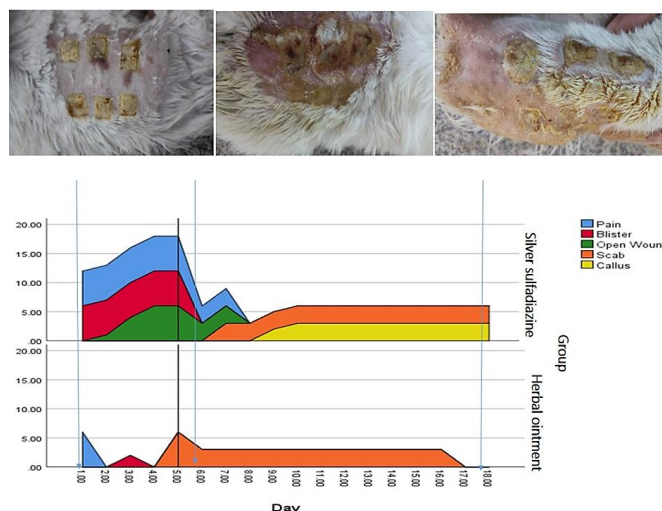 20.00
15.00
10.00
5.00
.00
Silver sulfadiazine
Pain
Blister
Open Woun
Scab
Callus
Group
20.00
15.00
10.00
5.00
.00
Herbal ointment
1.00 2.00 3.00 4.00 5.00 6.00 7.00 8.00 9.00 10.00 11.00 12.00 13.00 14.00 15.00 16.00 17.00 18.00
Day